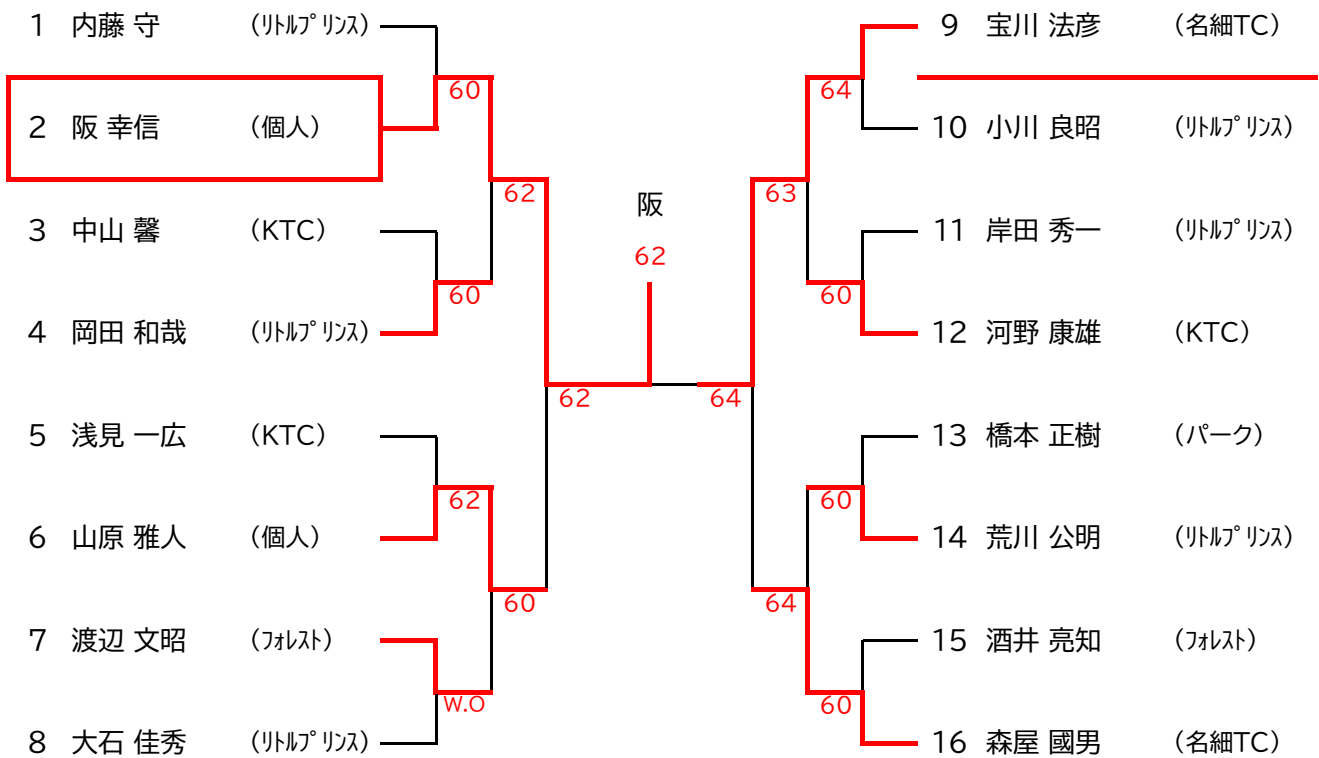 1 内藤 守 (ﾘﾄﾙﾌﾟﾘﾝｽ)
60
2 阪 幸信 (個人)
62
3 中山 馨 (KTC)
60
4 岡田 和哉 (ﾘﾄﾙﾌﾟﾘﾝｽ)
62
5 浅見 一広 (KTC)
62
6 山原 雅人 (個人)
60
7 渡辺 文昭 (ﾌｫﾚｽﾄ)
W.O
8 大石 佳秀 (ﾘﾄﾙﾌﾟﾘﾝｽ)
阪
62
9 宝川 法彦 (名細TC)
64
10 小川 良昭 (ﾘﾄﾙﾌﾟﾘﾝｽ)
63
11 岸田 秀一 (ﾘﾄﾙﾌﾟﾘﾝｽ)
60
12 河野 康雄 (KTC)
64
13 橋本 正樹 (パーク)
60
14 荒川 公明 (ﾘﾄﾙﾌﾟﾘﾝｽ)
64
15 酒井 亮知 (ﾌｫﾚｽﾄ)
60
16 森屋 國男 (名細TC)